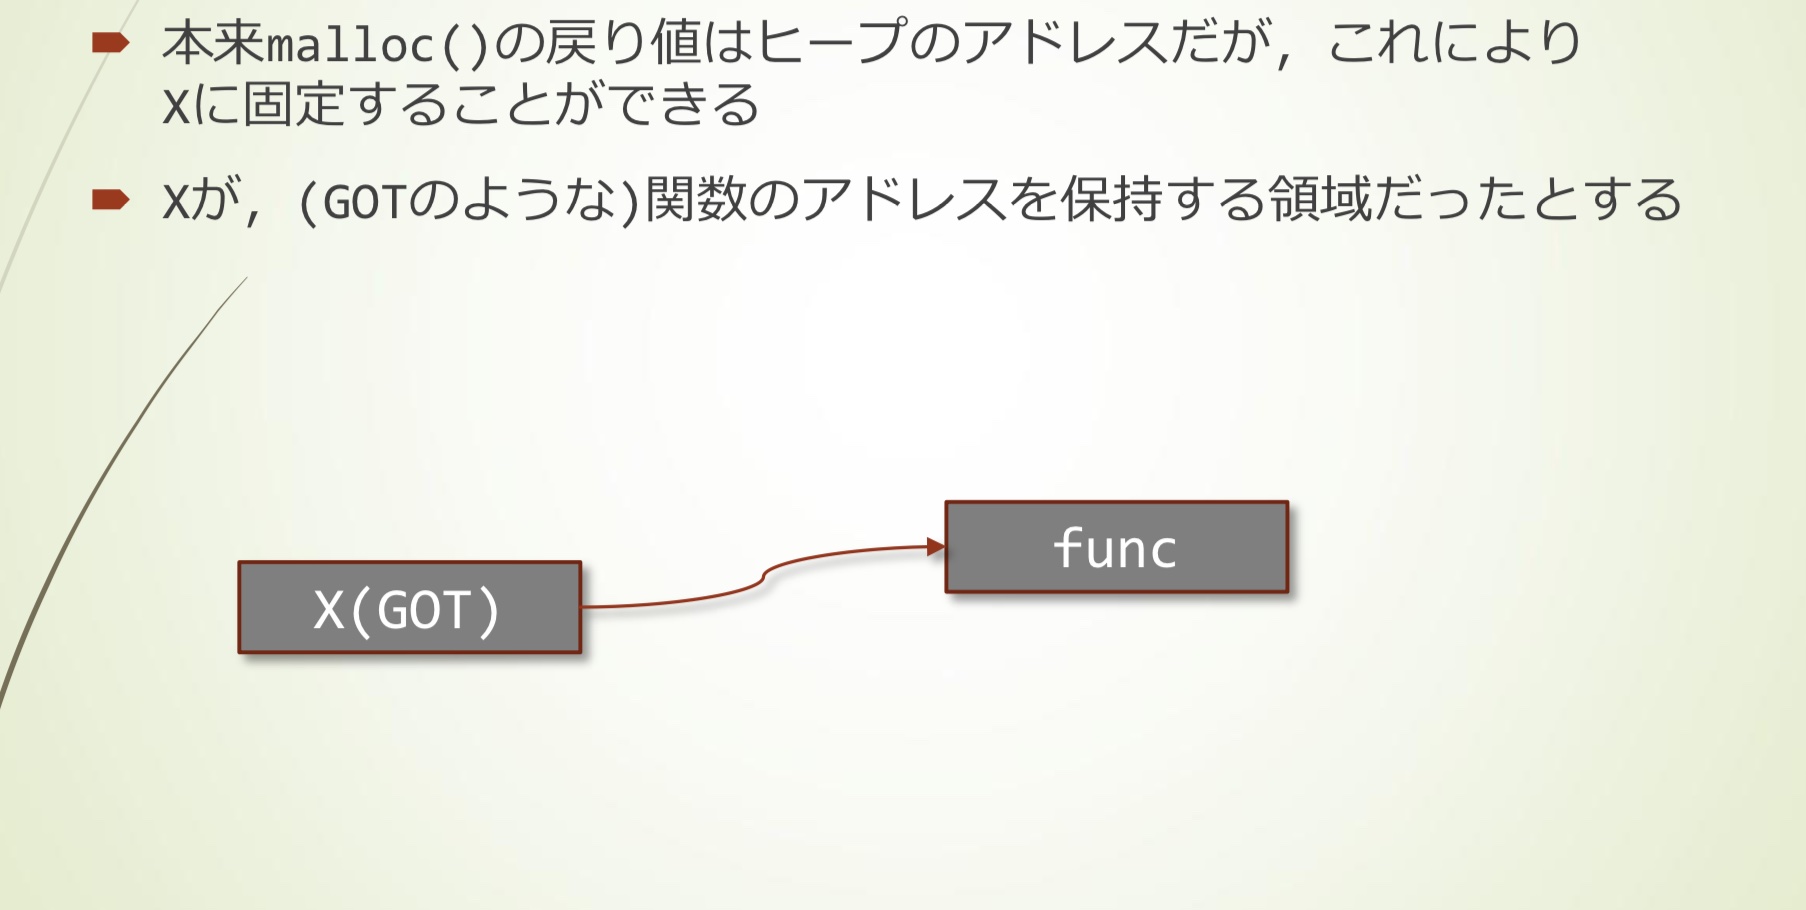 本来malloc()の戻り値はヒープのアドレスだが，これにより
Xに固定することができる
Xが，(GOTのような)関数のアドレスを保持する領域だったとする
func
X(GOT)